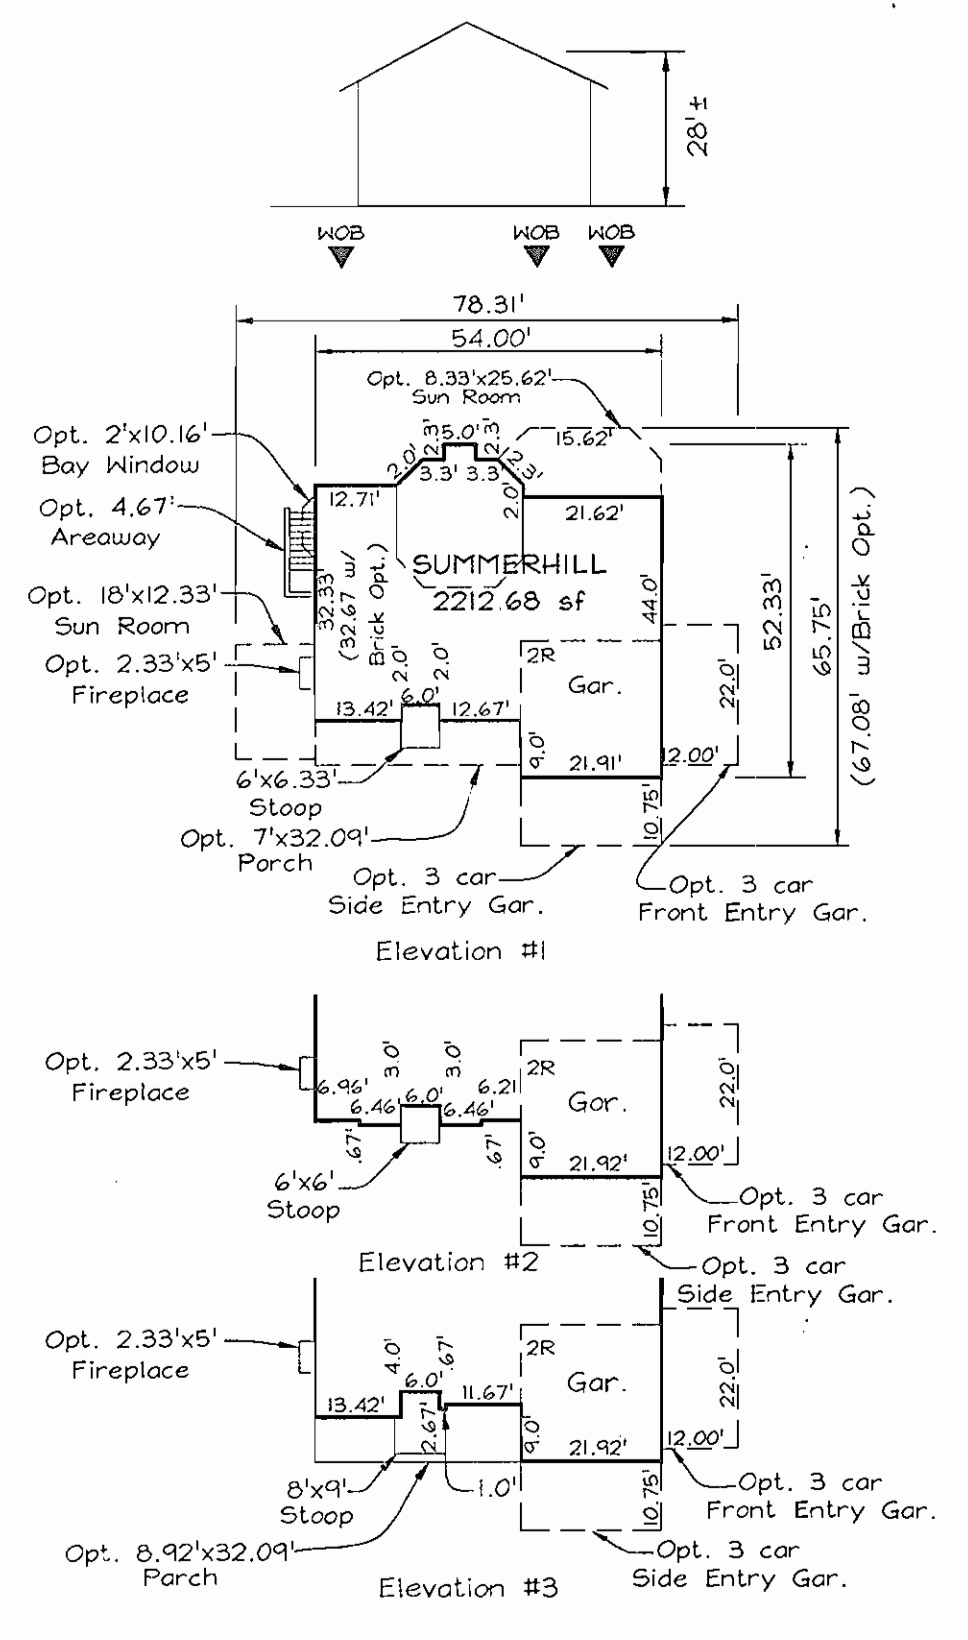 28'±
WOB WOB WOB
78.31'
54.00'
Opt. 8.33'x25.62'
Sun Room
15.62'
Opt. 2'x10.16'
Bay Window
2.0'
2.3'
5.0'
2.3'
3.3' 3.3'
2.3'
2.0'
12.71'
21.62'
Opt. 4.67'
Areaway
SUMMERHILL
2212.68 sf
32.33'
(32.67 w/
Brick Opt.)
44.0'
52.33'
65.75'
(67.08' w/Brick Opt.)
Opt. 18'x12.33'
Sun Room
Opt. 2.33'x5'
Fireplace
2.0'
2.0'
6.0'
13.42'
12.67'
2R
Gar.
22.0'
9.0'
21.91'
12.00'
10.75'
6'x6.33'
Stoop
Opt. 7'x32.09'
Porch
Opt. 3 car
Side Entry Gar.
Opt. 3 car
Front Entry Gar.
Elevation #1
Opt. 2.33'x5'
Fireplace
3.0'
3.0'
6.96'
6.46'
6.0'
6.46'
6.21
.67'
.67'
2R
Gor.
22.0'
9.0'
21.92'
12.00'
10.75'
6'x6'
Stoop
Opt. 3 car
Front Entry Gar.
Elevation #2
Opt. 3 car
Side Entry Gar.
Opt. 2.33'x5'
Fireplace
4.0'
.67'
6.0'
13.42'
11.67'
2.67'
2R
Gar.
22.0'
9.0'
21.92'
12.00'
10.75'
8'x9'
Stoop
1.0'
Opt. 3 car
Front Entry Gar.
Opt. 8.92'x32.09'
Parch
Opt. 3 car
Side Entry Gar.
Elevation #3